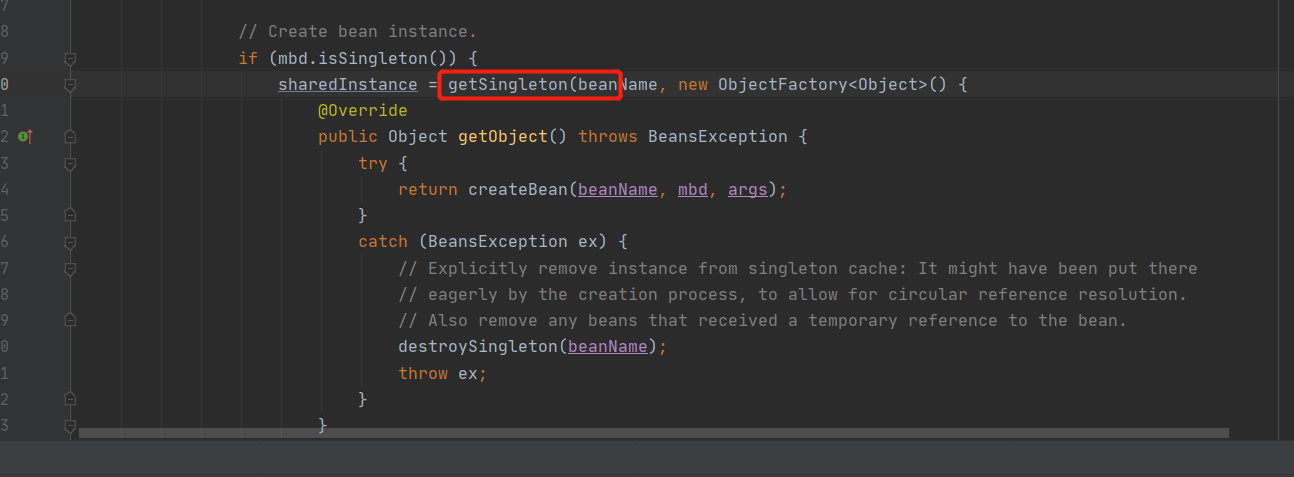 7
8 // Create bean instance.
9 if (mbd.isSingleton()) {
0 sharedInstance = getSingleton(beanName, new ObjectFactory<Object>() {
1 @Override
2 public Object getObject() throws BeansException {
3 try {
4 return createBean(beanName, mbd, args);
5 }
6 catch (BeansException ex) {
7 // Explicitly remove instance from singleton cache: It might have been put there
8 // eagerly by the creation process, to allow for circular reference resolution.
9 // Also remove any beans that received a temporary reference to the bean.
0 destroySingleton(beanName);
1 throw ex;
2 }
3 }